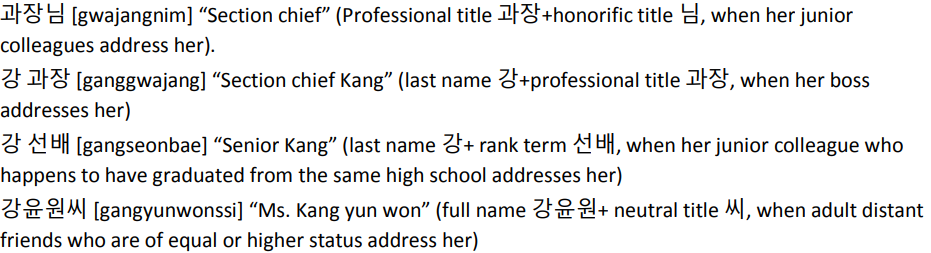 과장님 [gwajangnim] “Section chief” (Professional title 과장+honorific title 님, when her junior
colleagues address her).
강 과장 [ganggwajang] “Section chief Kang” (last name 강+professional title 과장, when her boss
addresses her)
강 선배 [gangseonbae] “Senior Kang” (last name 강+ rank term 선배, when her junior colleague who
happens to have graduated from the same high school addresses her)
강윤원씨 [gangyunwonssi] “Ms. Kang yun won” (full name 강윤원+ neutral title 씨, when adult distant
friends who are of equal or higher status address her)